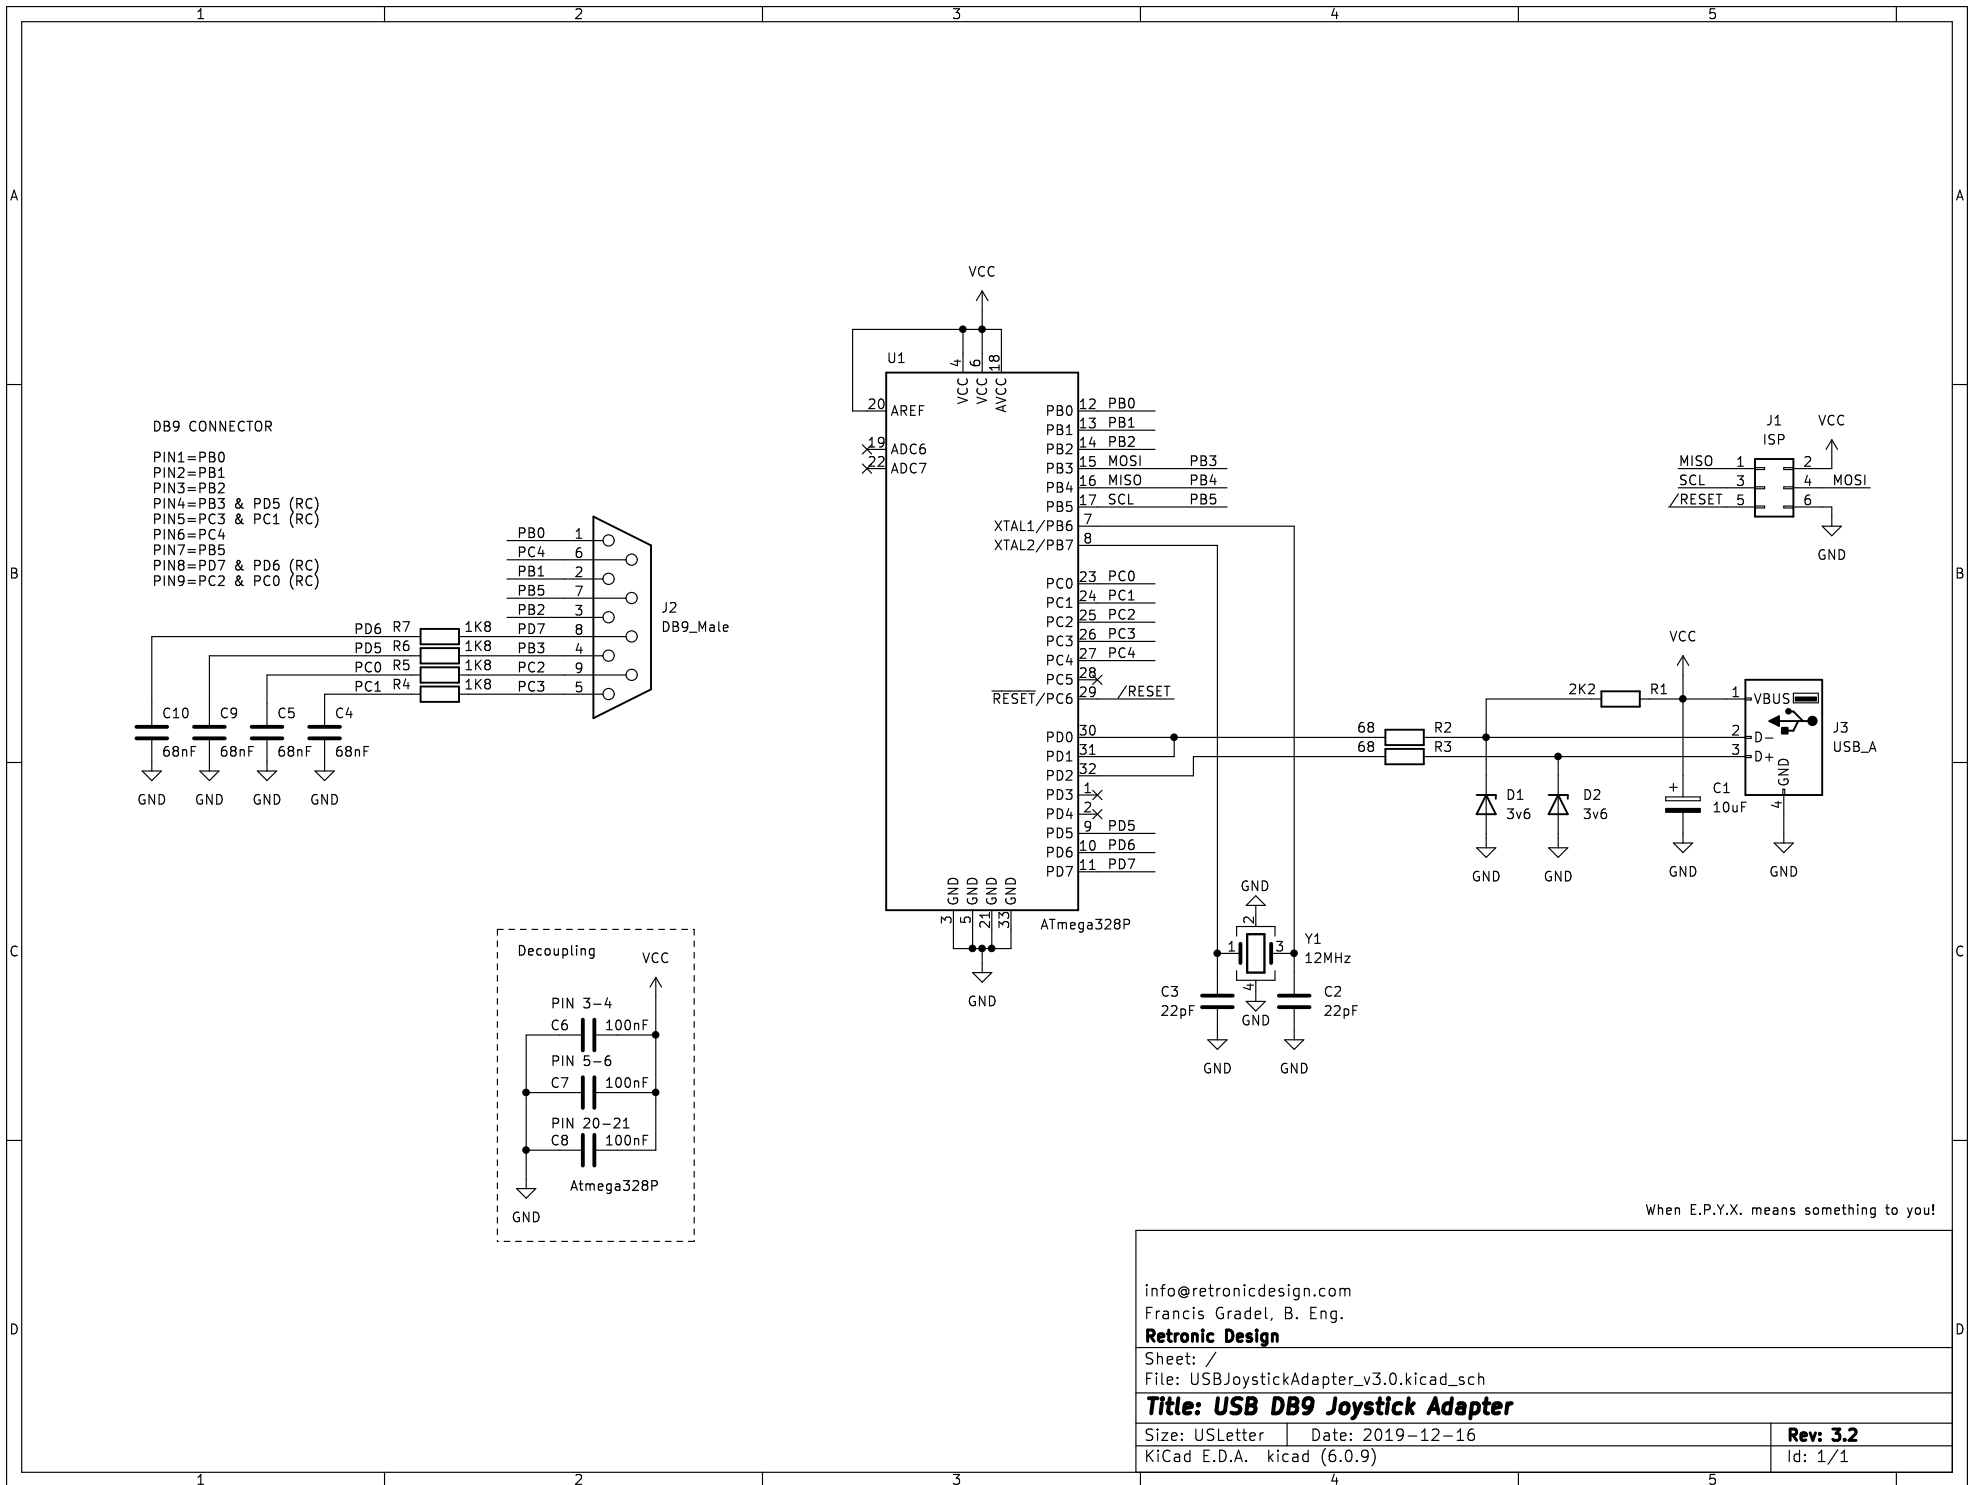 1 2 3 4 5
A A
VCC
U1
4 6 18
VCC VCC AVCC
20 AREF
19 ADC6
22 ADC7
PB0 12 PB0
PB1 13 PB1
PB2 14 PB2
PB3 15 MOSI PB3
PB4 16 MISO PB4
PB5 17 SCL PB5
XTAL1/PB6 7
XTAL2/PB7 8
PC0 23 PC0
PC1 24 PC1
PC2 25 PC2
PC3 26 PC3
PC4 27 PC4
PC5 28
RESET/PC6 29 /RESET
PD0 30
PD1 31
PD2 32
PD3 1
PD4 2
PD5 9 PD5
PD6 10 PD6
PD7 11 PD7
GND GND GND GND
3 5 21 33
ATmega328P
GND
DB9 CONNECTOR
PIN1=PB0
PIN2=PB1
PIN3=PB2
PIN4=PB3 & PD5 (RC)
PIN5=PC3 & PC1 (RC)
PIN6=PC4
PIN7=PB5
PIN8=PD7 & PD6 (RC)
PIN9=PC2 & PC0 (RC)
PB0 1
PC4 6
PB1 2
PB5 7
PB2 3
PD6 R7 1K8 PD7 8
PD5 R6 1K8 PB3 4
PC0 R5 1K8 PC2 9
PC1 R4 1K8 PC3 5
J2
DB9_Male
C10 C9 C5 C4
68nF 68nF 68nF 68nF
GND GND GND GND
J1
ISP
VCC
MISO 1 2
SCL 3 4 MOSI
/RESET 5 6
GND
B B
VCC
2K2 R1 1 VBUS
68 R2 2 D-
68 R3 3 D+
GND
4
J3
USB_A
D1
3v6
D2
3v6
C1
+
10uF
GND GND GND GND
GND
2
1 3
4
GND
Y1
12MHz
C3
22pF
C2
22pF
GND GND
C C
Decoupling
VCC
PIN 3-4
C6 100nF
PIN 5-6
C7 100nF
PIN 20-21
C8 100nF
Atmega328P
GND
When E.P.Y.X. means something to you!
info@retronicdesign.com
Francis Gradel, B. Eng.
Retronic Design
Sheet: /
File: USBJoystickAdapter_v3.0.kicad_sch
Title: USB DB9 Joystick Adapter
Size: USLetter Date: 2019-12-16 Rev: 3.2
KiCad E.D.A. kicad (6.0.9) Id: 1/1
D D
1 2 3 4 5